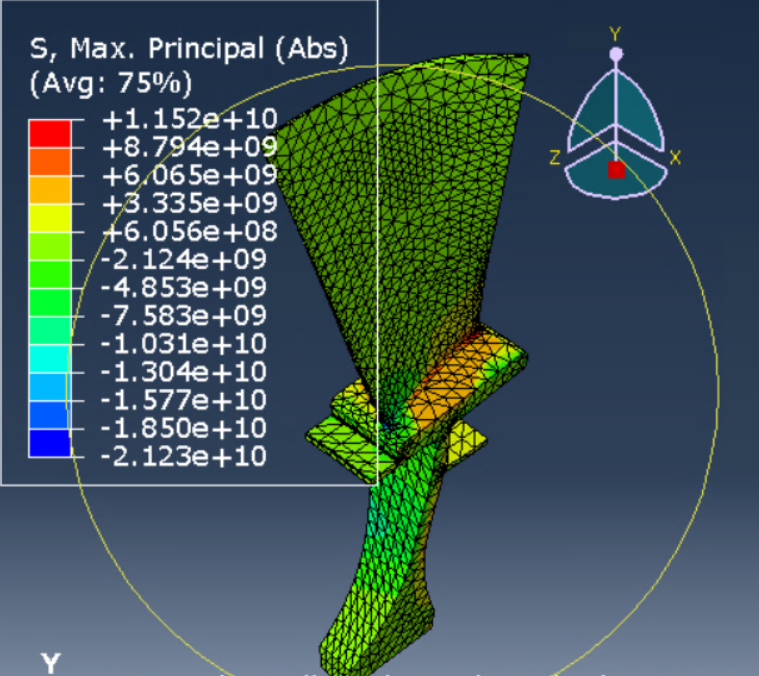 S, Max. Principal (Abs)
(Avg: 75%)
+1.152e+10
+8.794e+09
+6.065e+09
+3.335e+09
+6.056e+08
-2.124e+09
-4.853e+09
-7.583e+09
-1.031e+10
-1.304e+10
-1.577e+10
-1.850e+10
-2.123e+10
Y
Z
X
Y